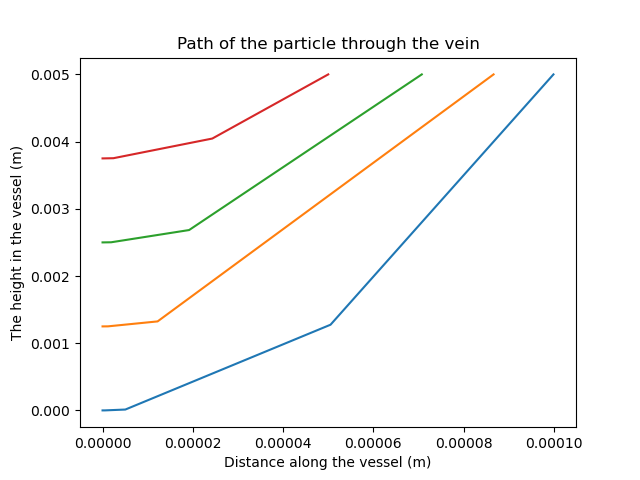 Path of the particle through the vein
The height in the vessel (m)
0.005
0.004
0.003
0.002
0.001
0.000
0.00000 0.00002 0.00004 0.00006 0.00008 0.00010
Distance along the vessel (m)